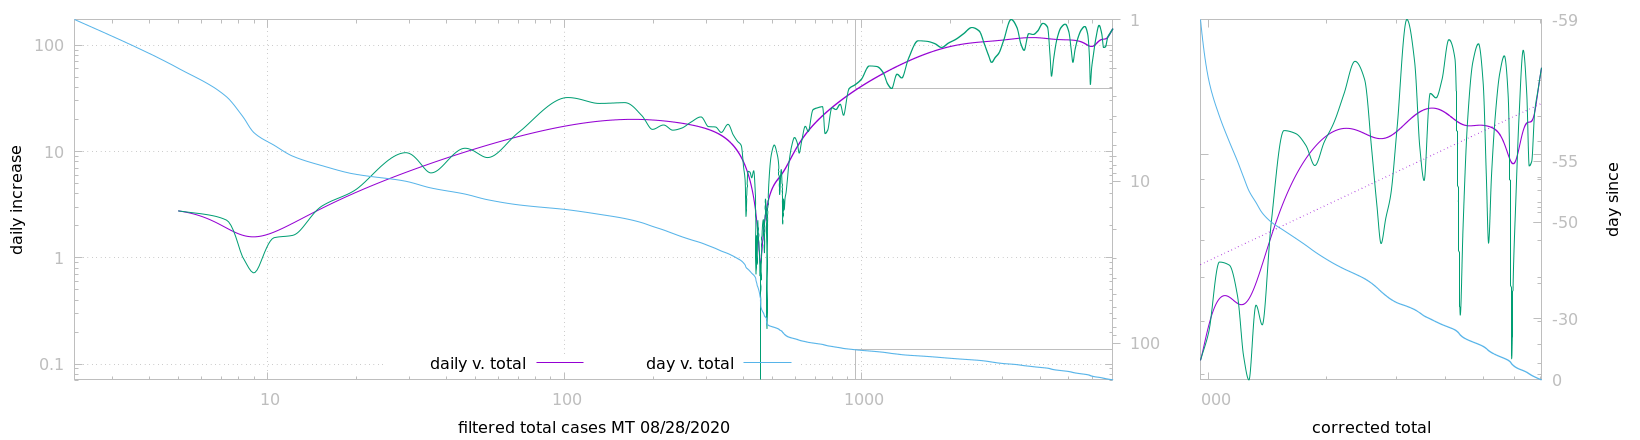 100
10
1
0.1
daily increase
10
100
1000
filtered total cases MT 08/28/2020
daily v. total
day v. total
1
10
100
000
corrected total
-59
-55
-50
-30
0
day since